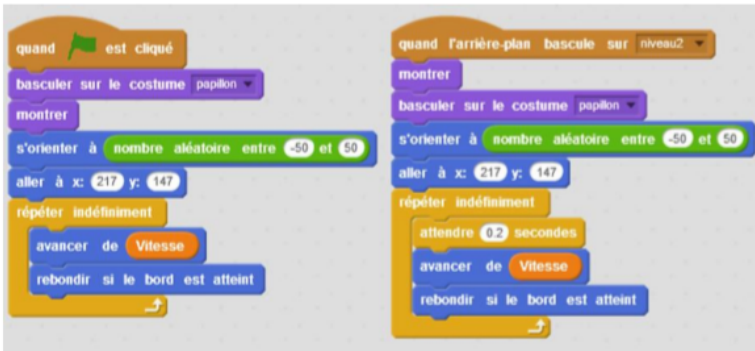 quand est cliqué
basculer sur le costume papillon
montrer
s'orienter à nombre aléatoire entre -50 et 50
aller à x: 217 y: 147
répéter indéfiniment
avancer de Vitesse
rebondir si le bord est atteint
quand l'arrière-plan bascule sur niveau2
montrer
basculer sur le costume papillon
s'orienter à nombre aléatoire entre -50 et 50
aller à x: 217 y: 147
répéter indéfiniment
attendre 0.2 secondes
avancer de Vitesse
rebondir si le bord est atteint